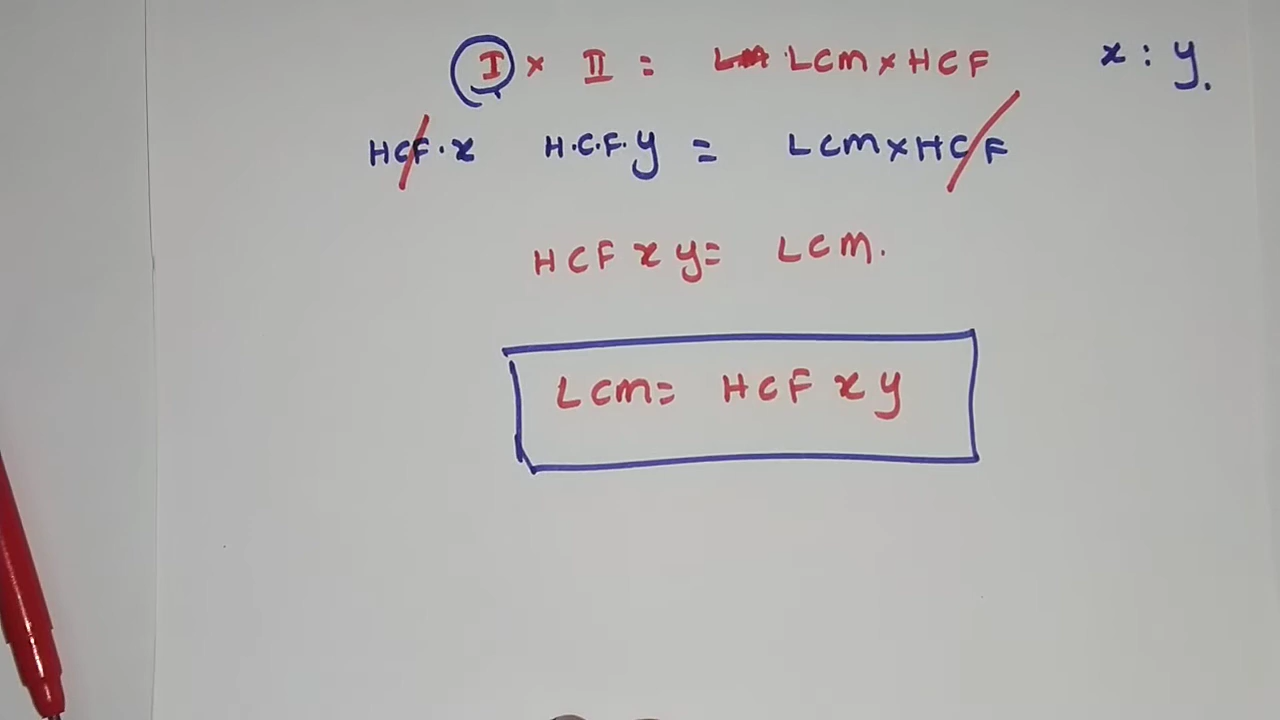 I × II = LCM × HCF x : y.
HCF . x H.C.F. y = LCM × HCF
HCF x y = LCM.
LCM = HCF x y